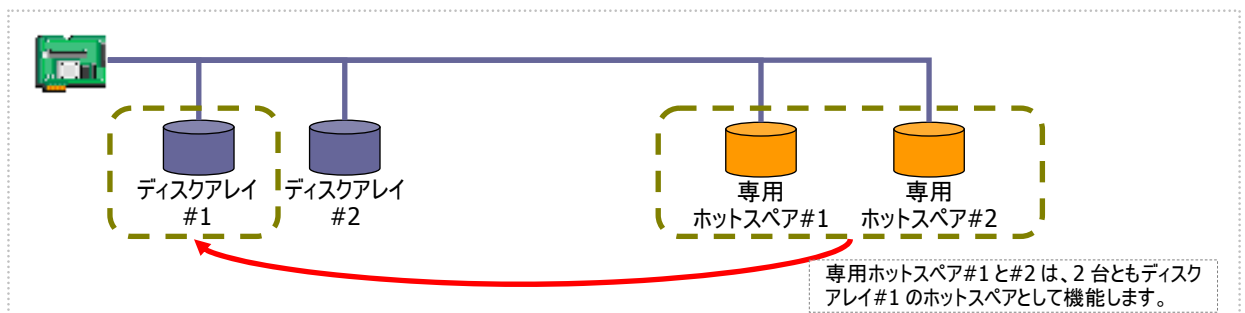 ディスクアレイ
#1
ディスクアレイ
#2
専用
ホットスペア#1
専用
ホットスペア#2
専用ホットスペア#1 と#2 は、2 台ともディスク
アレイ#1 のホットスペアとして機能します。